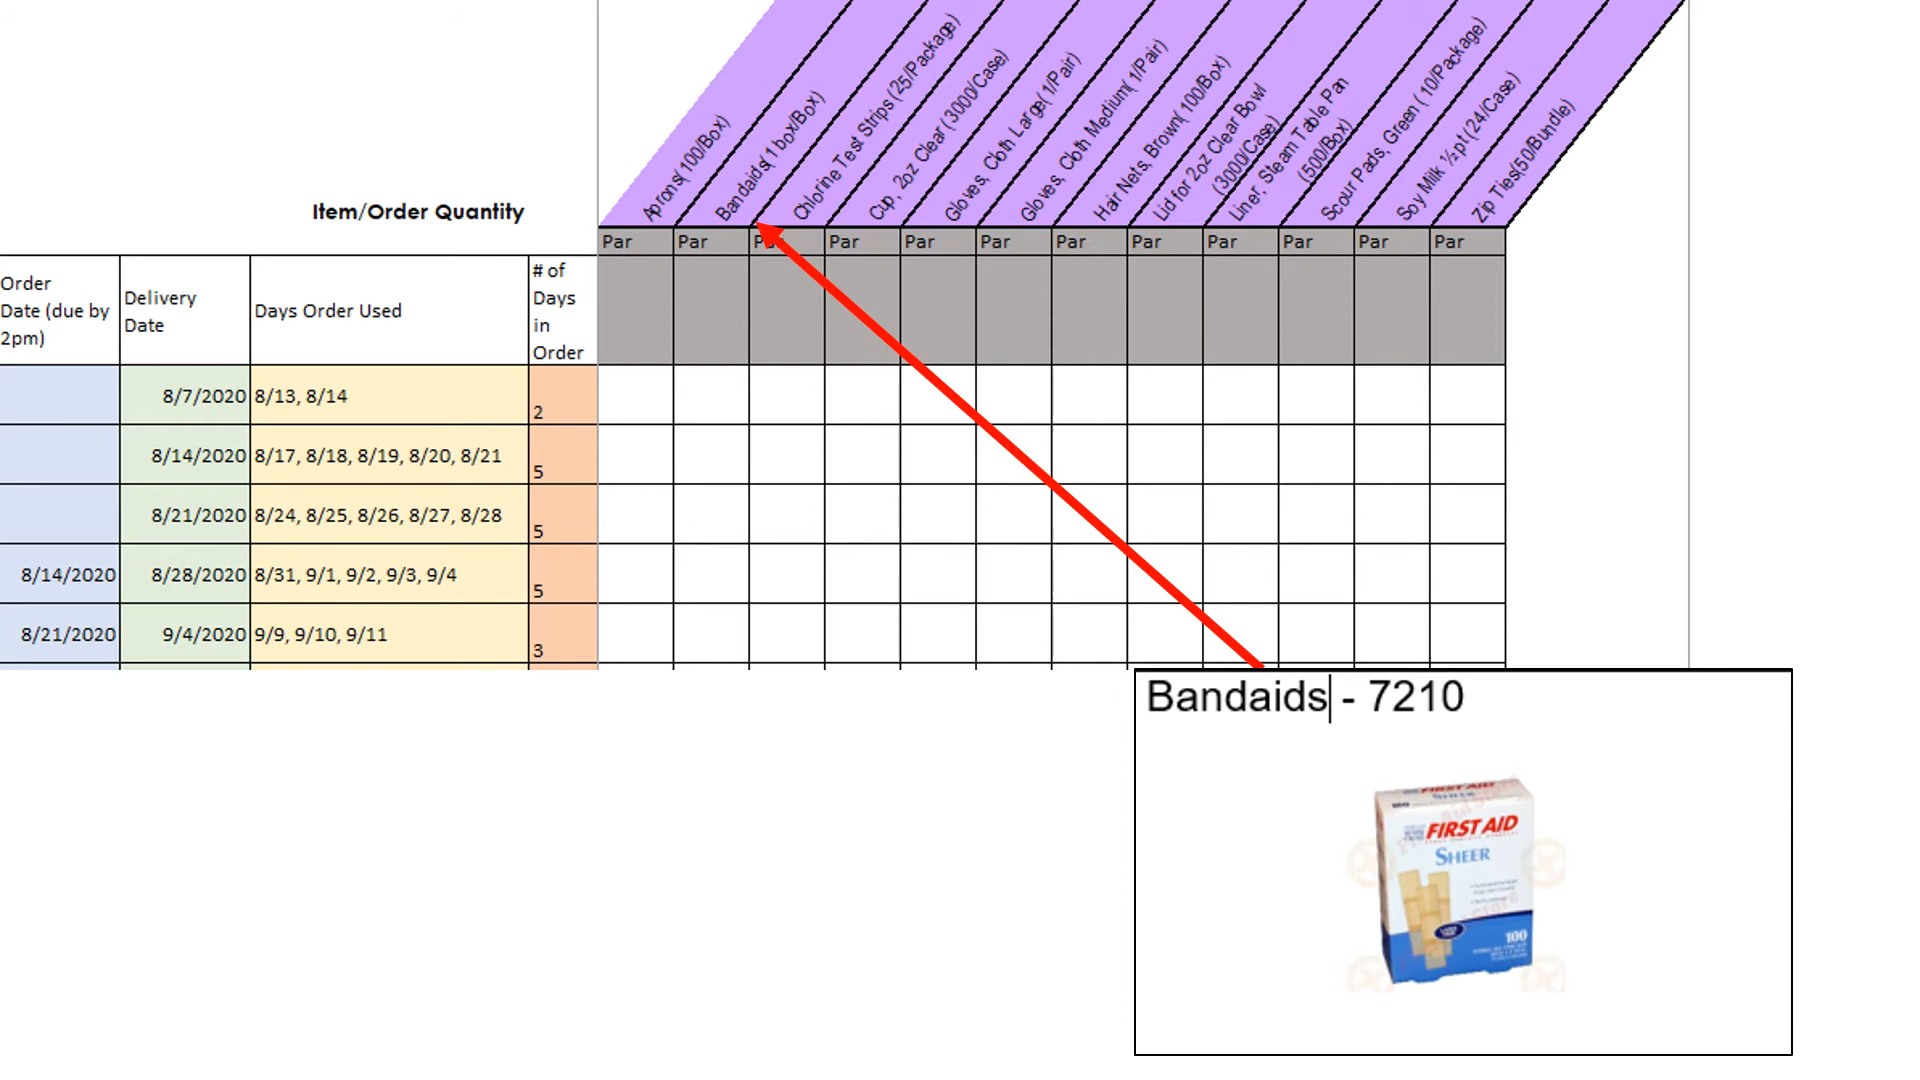 Aprons(100/Box)
Bandaids(1 box/Box)
Chlorine Test Strips (25/Package)
Cup, 2oz Clear (3000/Case)
Gloves, Cloth Large(1/Pair)
Gloves, Cloth Medium(1/Pair)
Hair Nets, Brown(100/Box)
Lid for 2oz Clear Bowl
(3000/Case)
Liner, Steam Table Pan
(500/Box)
Scour Pads, Green (10/Package)
Soy Milk ½ pt (24/Case)
Zip Ties(50/Bundle)
Item/Order Quantity
Par Par Par Par Par Par Par Par Par Par Par Par
Order
Date (due by
2pm)
Delivery
Date
Days Order Used
# of
Days
in
Order
8/7/2020 8/13, 8/14 2
8/14/2020 8/17, 8/18, 8/19, 8/20, 8/21 5
8/21/2020 8/24, 8/25, 8/26, 8/27, 8/28 5
8/14/2020 8/28/2020 8/31, 9/1, 9/2, 9/3, 9/4 5
8/21/2020 9/4/2020 9/9, 9/10, 9/11 3
Bandaids - 7210
FIRST AID
SHEER
FIRST AID
SHEER
100